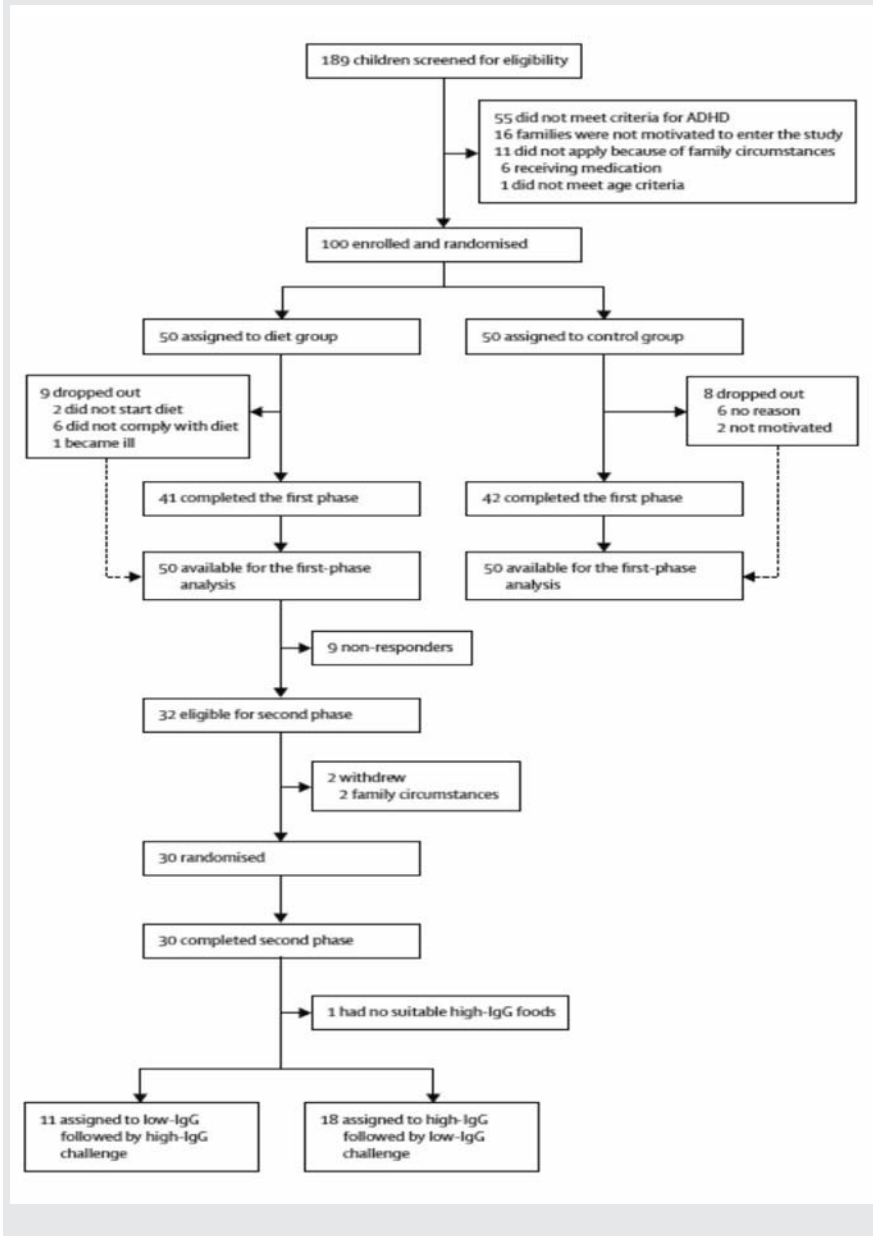 189 children screened for eligibility
55 did not meet criteria for ADHD
16 families were not motivated to enter the study
11 did not apply because of family circumstances
6 receiving medication
1 did not meet age criteria
100 enrolled and randomised
50 assigned to diet group
50 assigned to control group
9 dropped out
2 did not start diet
6 did not comply with diet
1 became ill
8 dropped out
6 no reason
2 not motivated
41 completed the first phase
42 completed the first phase
50 available for the first-phase
analysis
50 available for the first-phase
analysis
9 non-responders
32 eligible for second phase
2 withdrew
2 family circumstances
30 randomised
30 completed second phase
1 had no suitable high-IgG foods
11 assigned to low-IgG
followed by high-IgG
challenge
18 assigned to high-IgG
followed by low-IgG
challenge